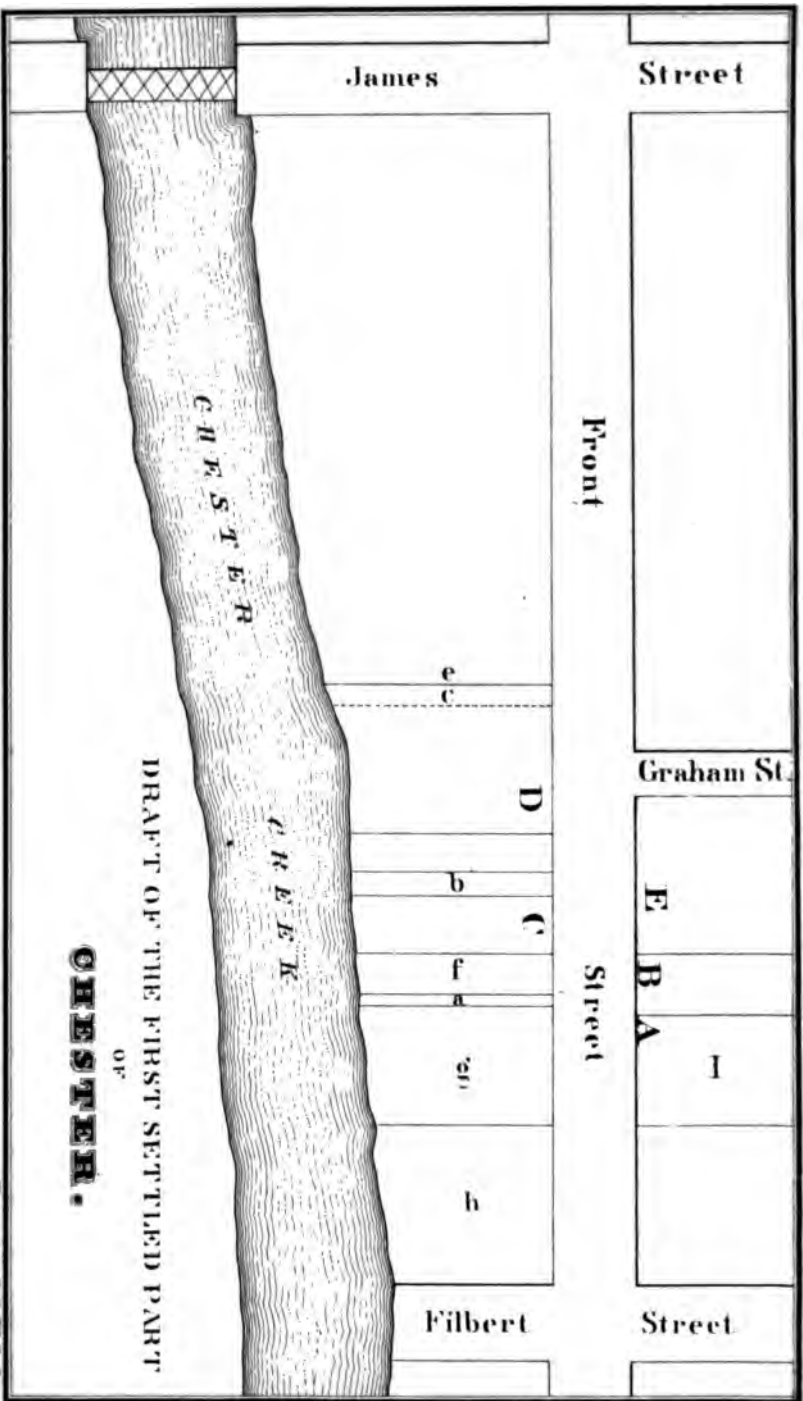 James Street
Front Street
Graham St.
Filbert Street
CHESTER CREEK
e
c
D
b
C
f
a
g
h
E
B
A
I
DRAFT OF THE FIRST SETTLED PART
OF
CHESTER.